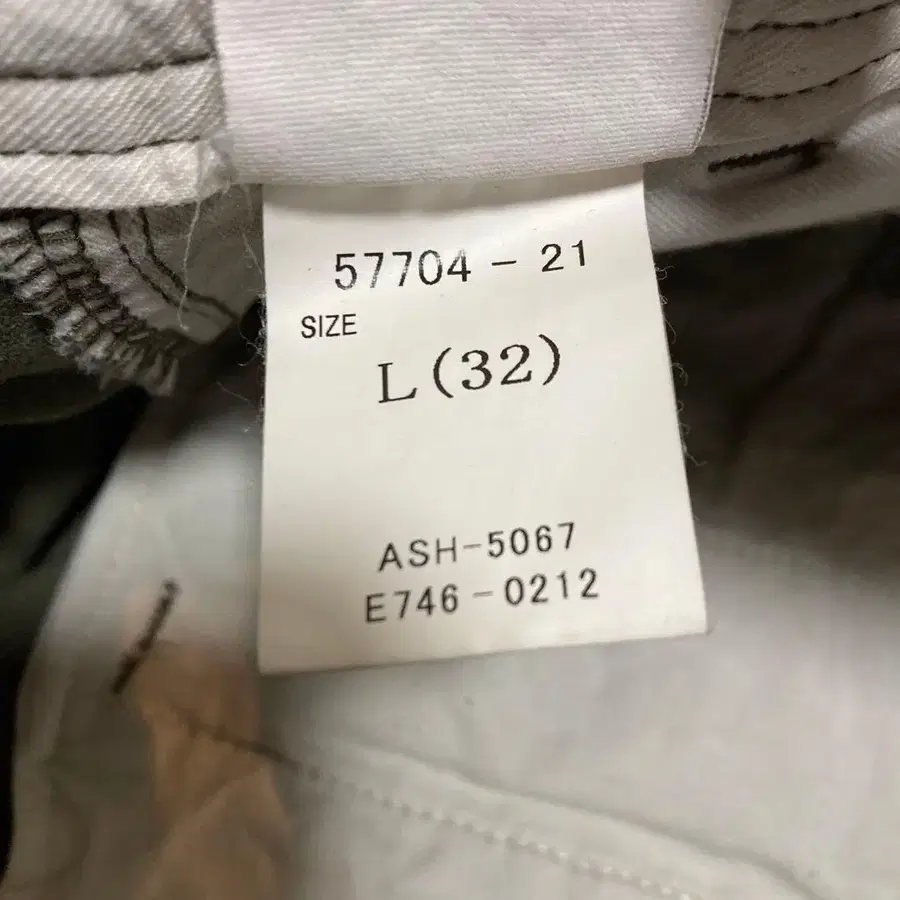 57704 - 21
SIZE
L (32)
ASH-5067
E746-0212